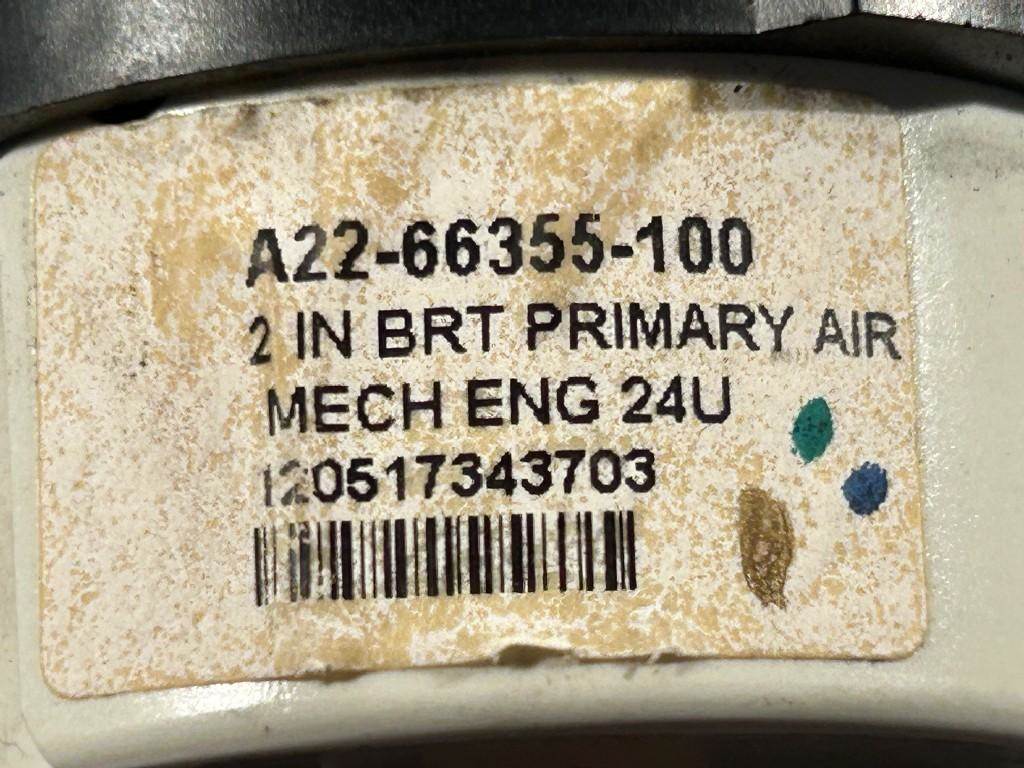 A22-66355-100
2 IN BRT PRIMARY AIR
MECH ENG 24U
120517343703